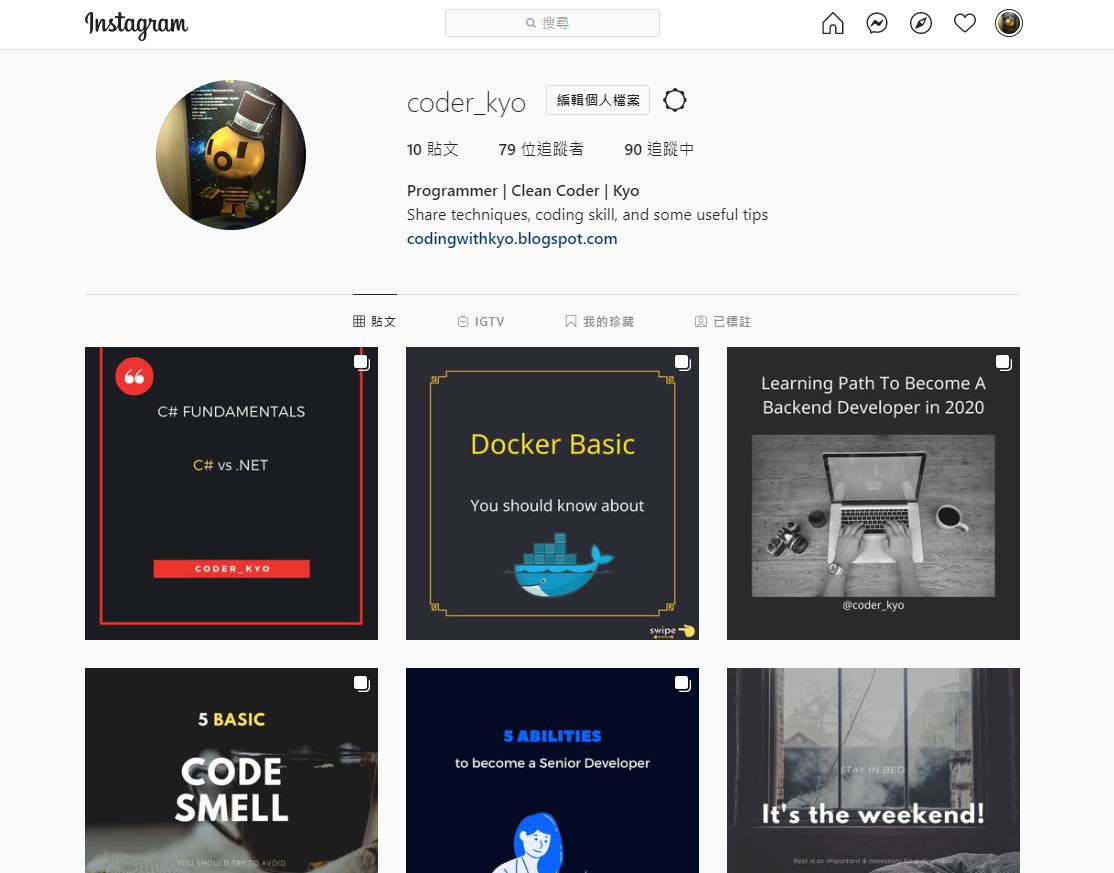 Instagram
搜尋
coder_kyo
編輯個人檔案
10 貼文 79 位追蹤者 90 追蹤中
Programmer | Clean Coder | Kyo
Share techniques, coding skill, and some useful tips
codingwithkyo.blogspot.com
貼文 IGTV 我的珍藏 已標註
C# FUNDAMENTALS
C# vs .NET
CODER_KYO
Docker Basic
You should know about
swipe
Learning Path To Become A
Backend Developer in 2020
@coder_kyo
5 BASIC
CODE
SMELL
YOU SHOULD TRY TO AVOID
5 ABILITIES
to become a Senior Developer
STAY IN BED
It's the weekend!
Rest is so important & nesessary for a developer